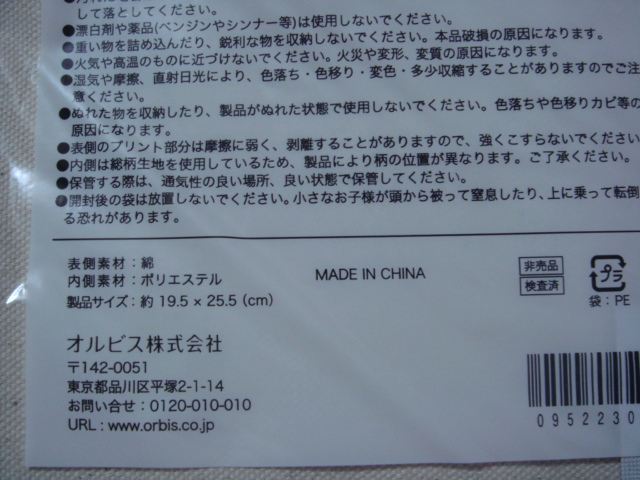 して落としてください。
●漂白剤や薬品(ベンジンやシンナー等)は使用しないでください。
●重い物を詰め込んだり、鋭利な物を収納しないでください。本品破損の原因になります。
●火気や高温のものに近づけないでください。火災や変形、変質の原因になります。
●湿気や摩擦、直射日光により、色落ち・色移り・変色・多少収縮することがありますのでご注
意ください。
●ぬれた物を収納したり、製品がぬれた状態で使用しないでください。色落ちや色移りカビ等の
原因になります。
●表側のプリント部分は摩擦に弱く、剥離することがありますので、強くこすらないでください
●内側は総柄生地を使用しているため、製品により柄の位置が異なります。ご了承ください。
●保管する際は、通気性の良い場所、良い状態で保管してください。
●開封後の袋は放置しないでください。小さなお子様が頭から被って窒息したり、上に乗って転倒
る恐れがあります。
表側素材：綿
内側素材：ポリエステル
製品サイズ：約 19.5 × 25.5 (cm)
MADE IN CHINA
非売品
検査済
プラ
袋：PE
オルビス株式会社
〒142-0051
東京都品川区平塚2-1-14
お問い合せ：0120-010-010
URL：www.orbis.co.jp
0952230